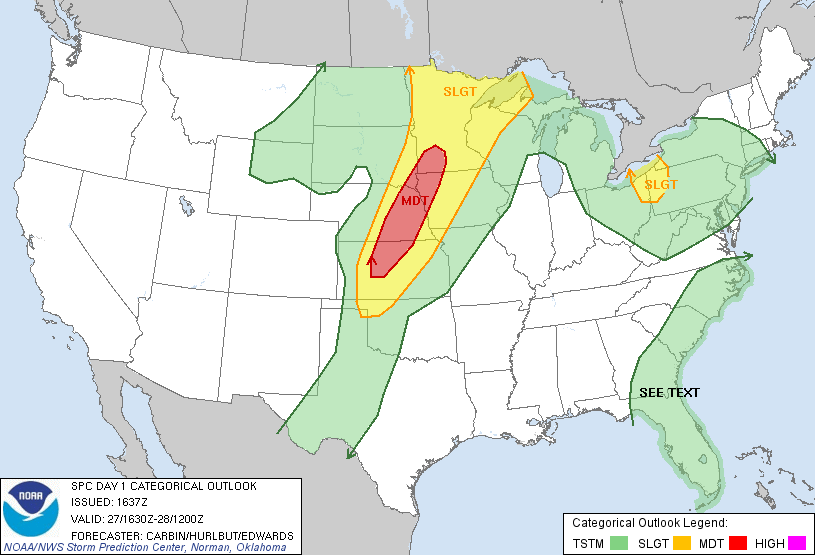 SLGT
MDT
SLGT
SEE TEXT
NOAA
SPC DAY 1 CATEGORICAL OUTLOOK
ISSUED: 1637Z
VALID: 27/1630Z-28/1200Z
FORECASTER: CARBIN/HURLBUT/EDWARDS
NOAA/NWS Storm Prediction Center, Norman, Oklahoma
Categorical Outlook Legend:
TSTM SLGT MDT HIGH